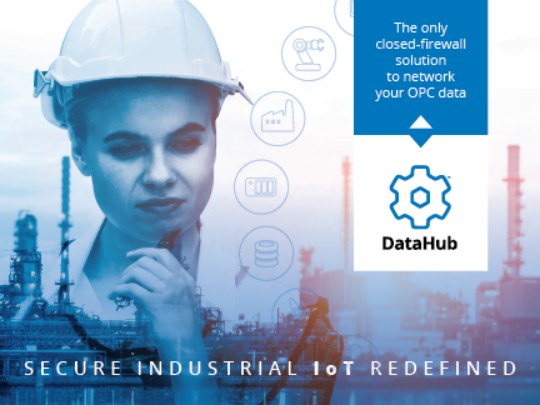 The only
closed-firewall
solution
to network
your OPC data
DataHub
SECURE INDUSTRIAL IoT REDEFINED